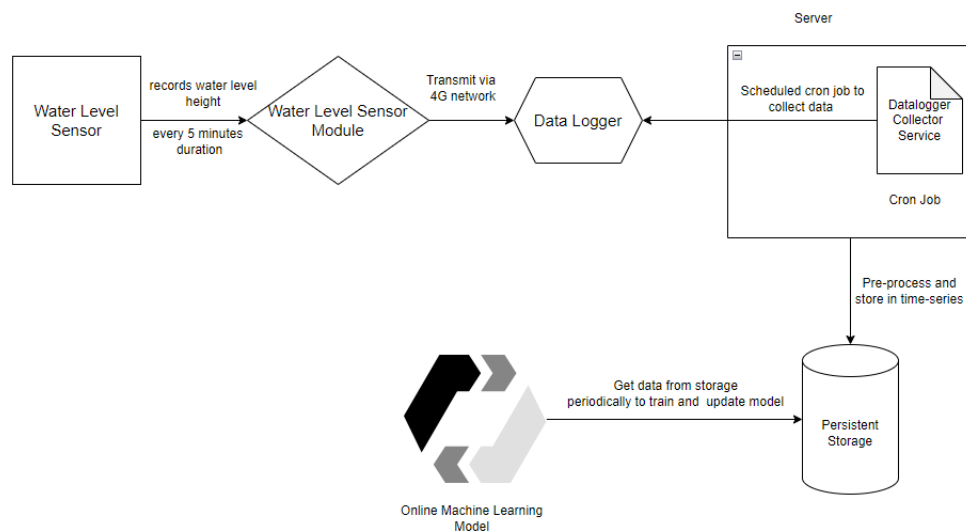 Server
Water Level
Sensor
records water level
height
every 5 minutes
duration
Water Level Sensor
Module
Transmit via
4G network
Data Logger
Scheduled cron job to
collect data
Datalogger
Collector
Service
Cron Job
Pre-process and
store in time-series
Get data from storage
periodically to train and  update model
Persistent
Storage
Online Machine Learning
Model